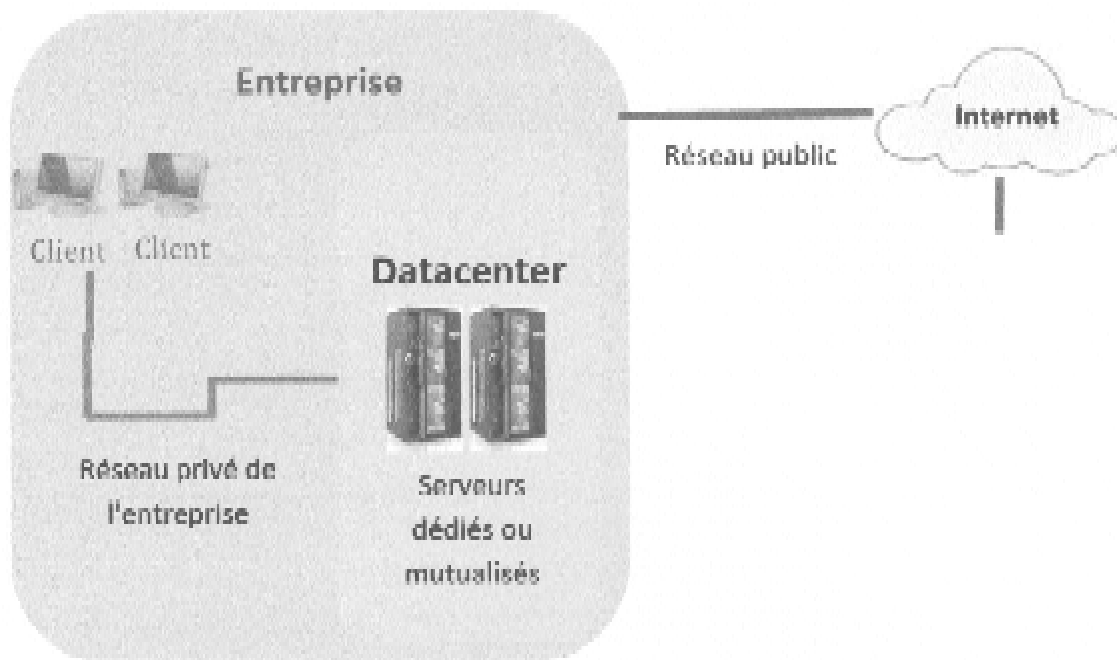 Entreprise
Internet
Réseau public
Client
Client
Datacenter
Réseau privé de
l'entreprise
Serveurs
dédiés ou
mutualisés